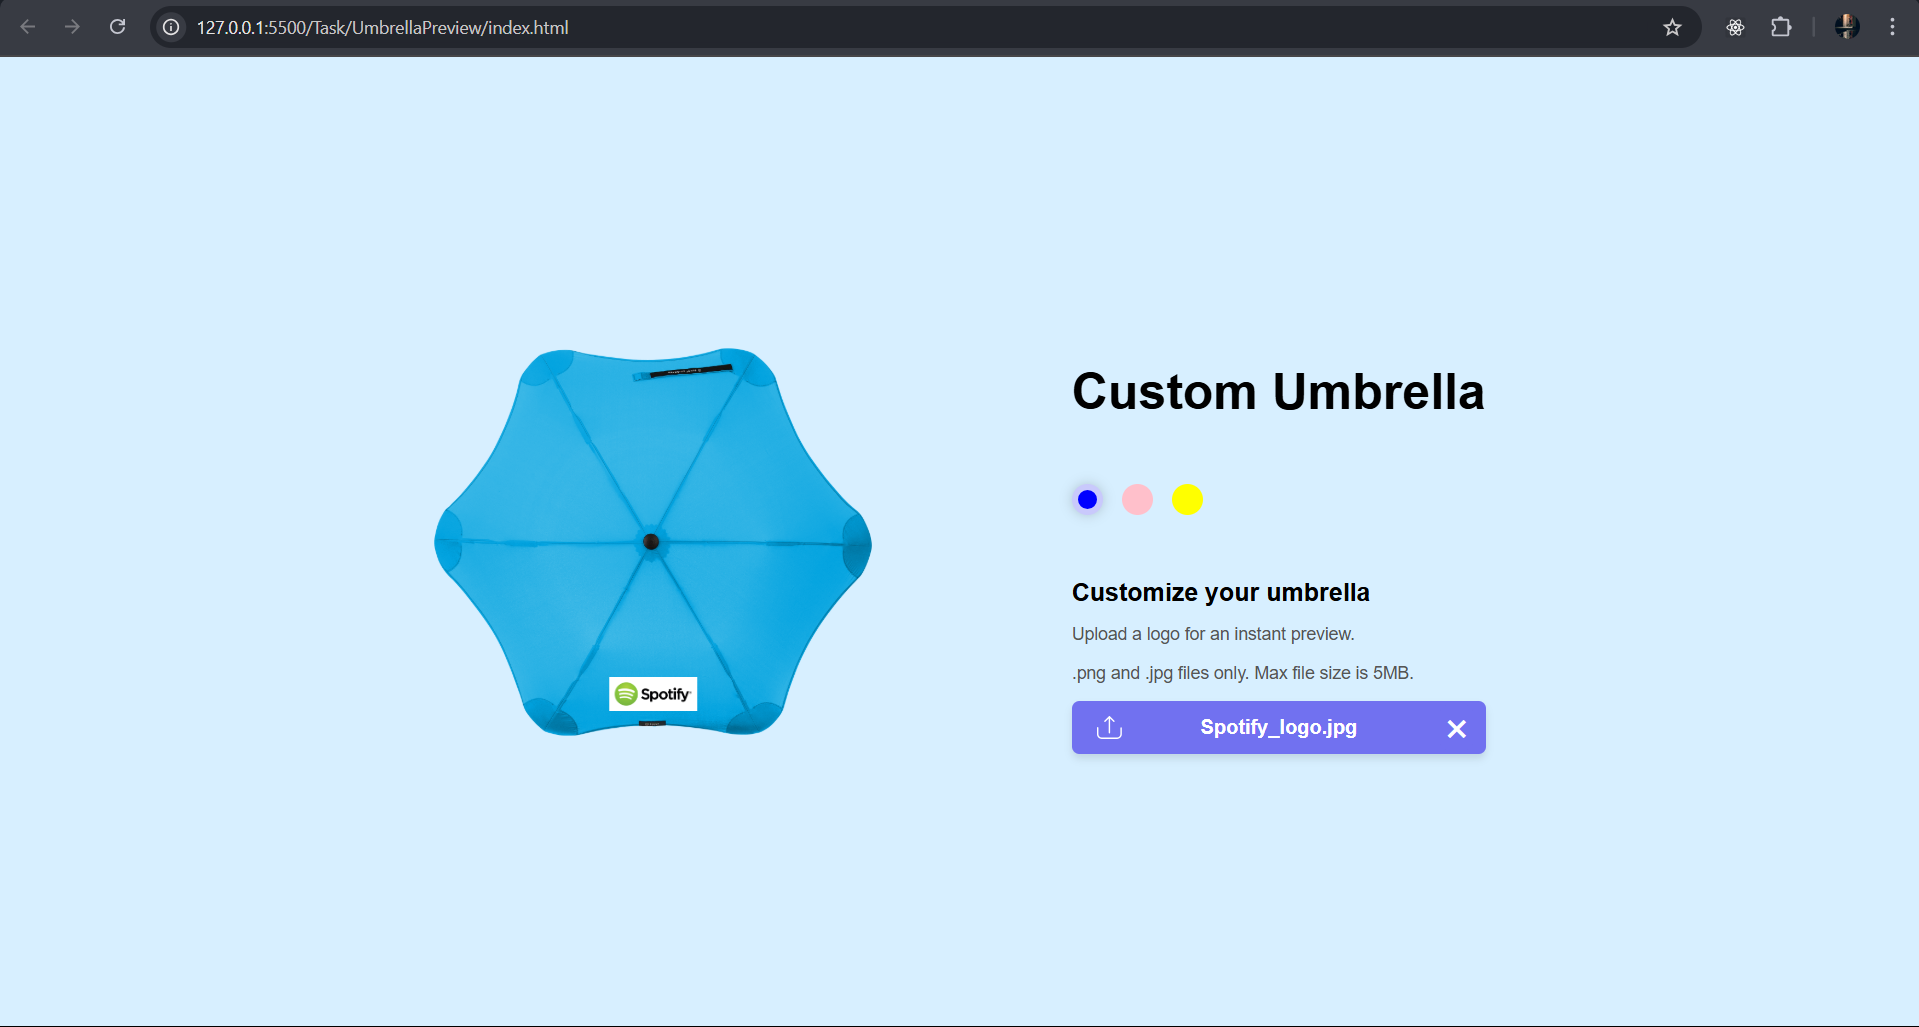 127.0.0.1:5500/Task/UmbrellaPreview/index.html
Custom Umbrella
Customize your umbrella
Upload a logo for an instant preview.
.png and .jpg files only. Max file size is 5MB.
Spotify
Spotify_logo.jpg